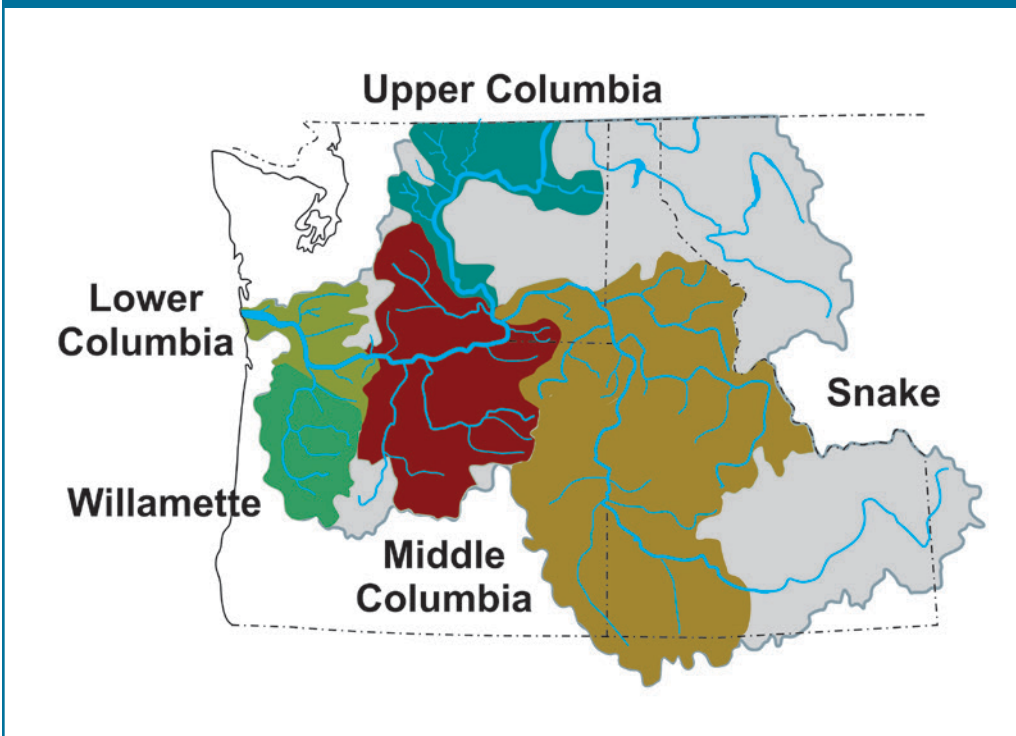 Upper Columbia
Lower
Columbia
Snake
Willamette
Middle
Columbia